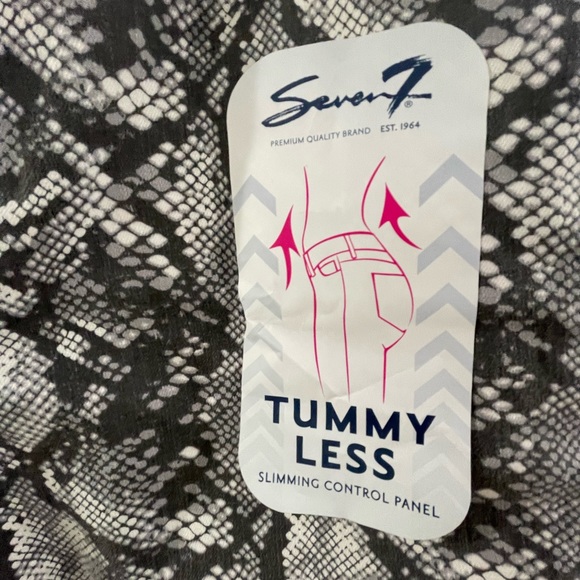 Seven7®
PREMIUM QUALITY BRAND EST. 1964
TUMMY
LESS
SLIMMING CONTROL PANEL